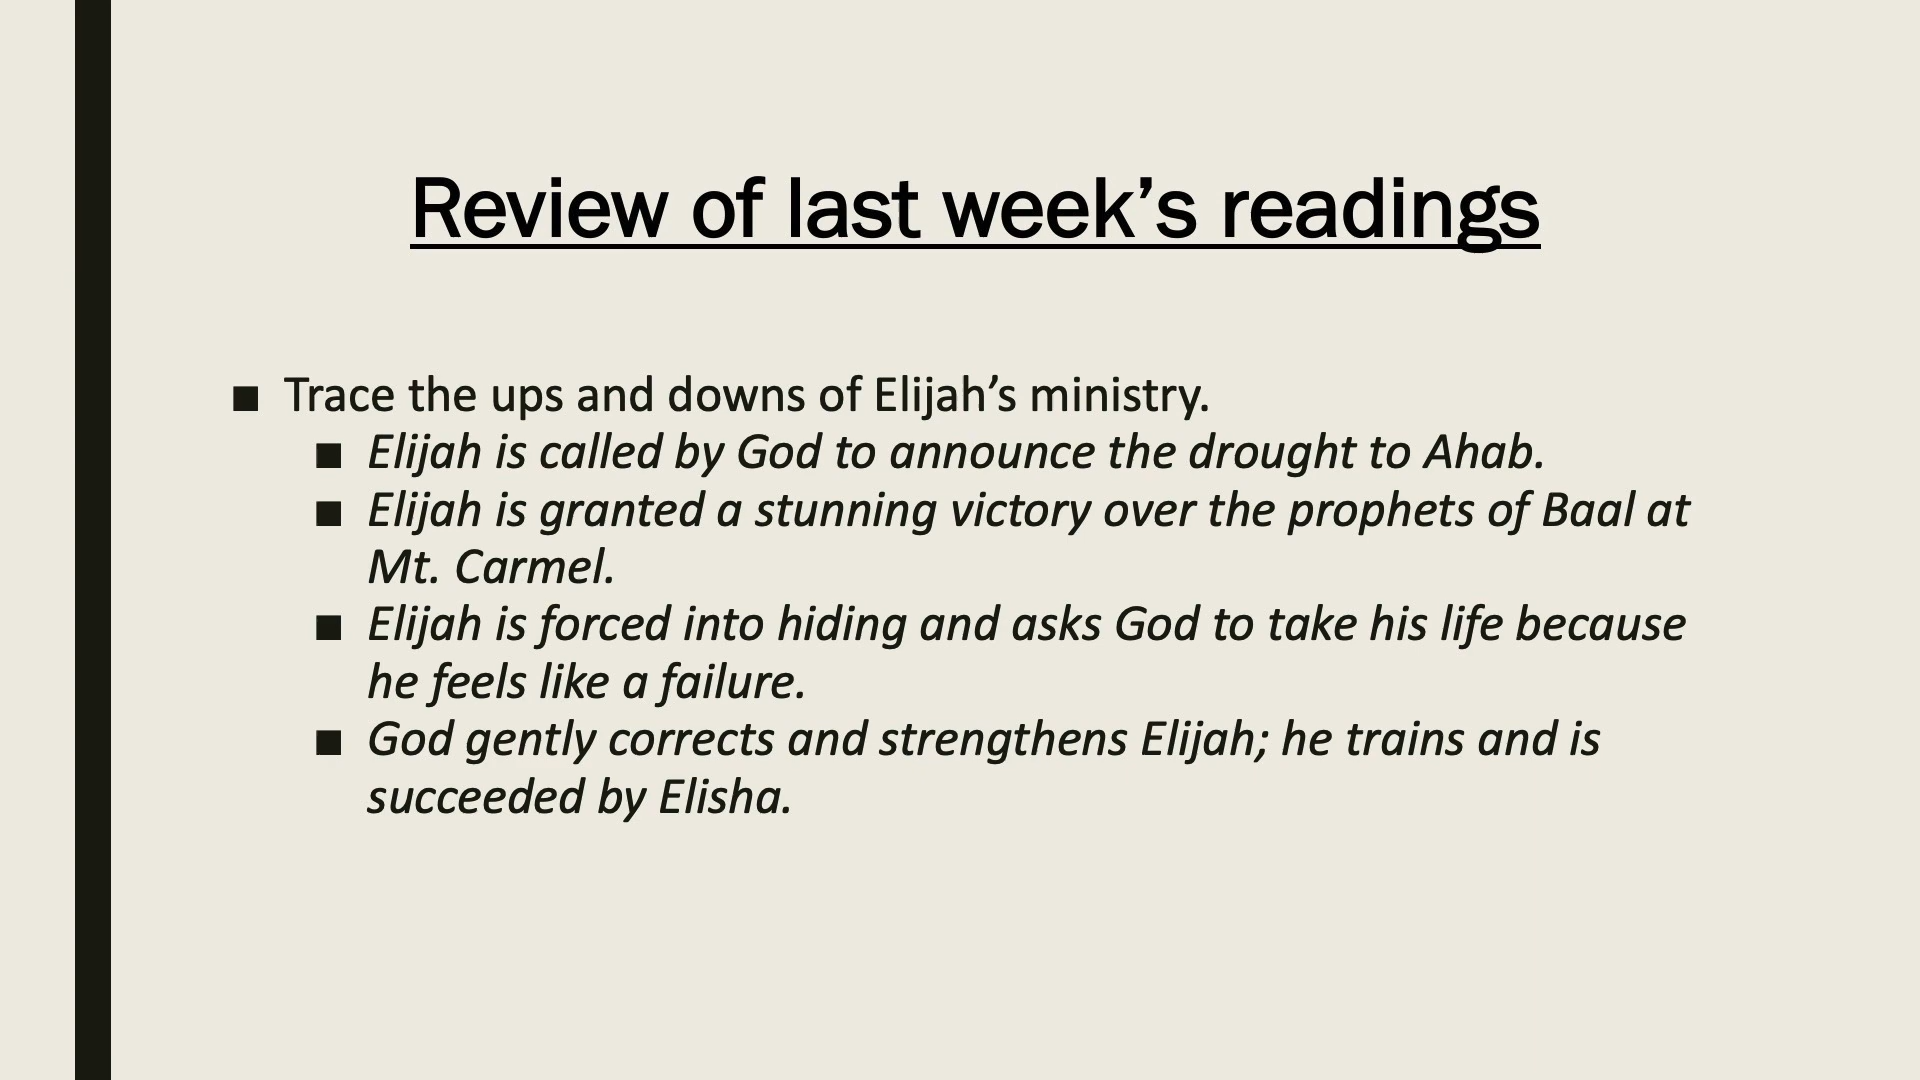 Review of last week’s readings
■ Trace the ups and downs of Elijah’s ministry.
■ Elijah is called by God to announce the drought to Ahab.
■ Elijah is granted a stunning victory over the prophets of Baal at
Mt. Carmel.
■ Elijah is forced into hiding and asks God to take his life because
he feels like a failure.
■ God gently corrects and strengthens Elijah; he trains and is
succeeded by Elisha.